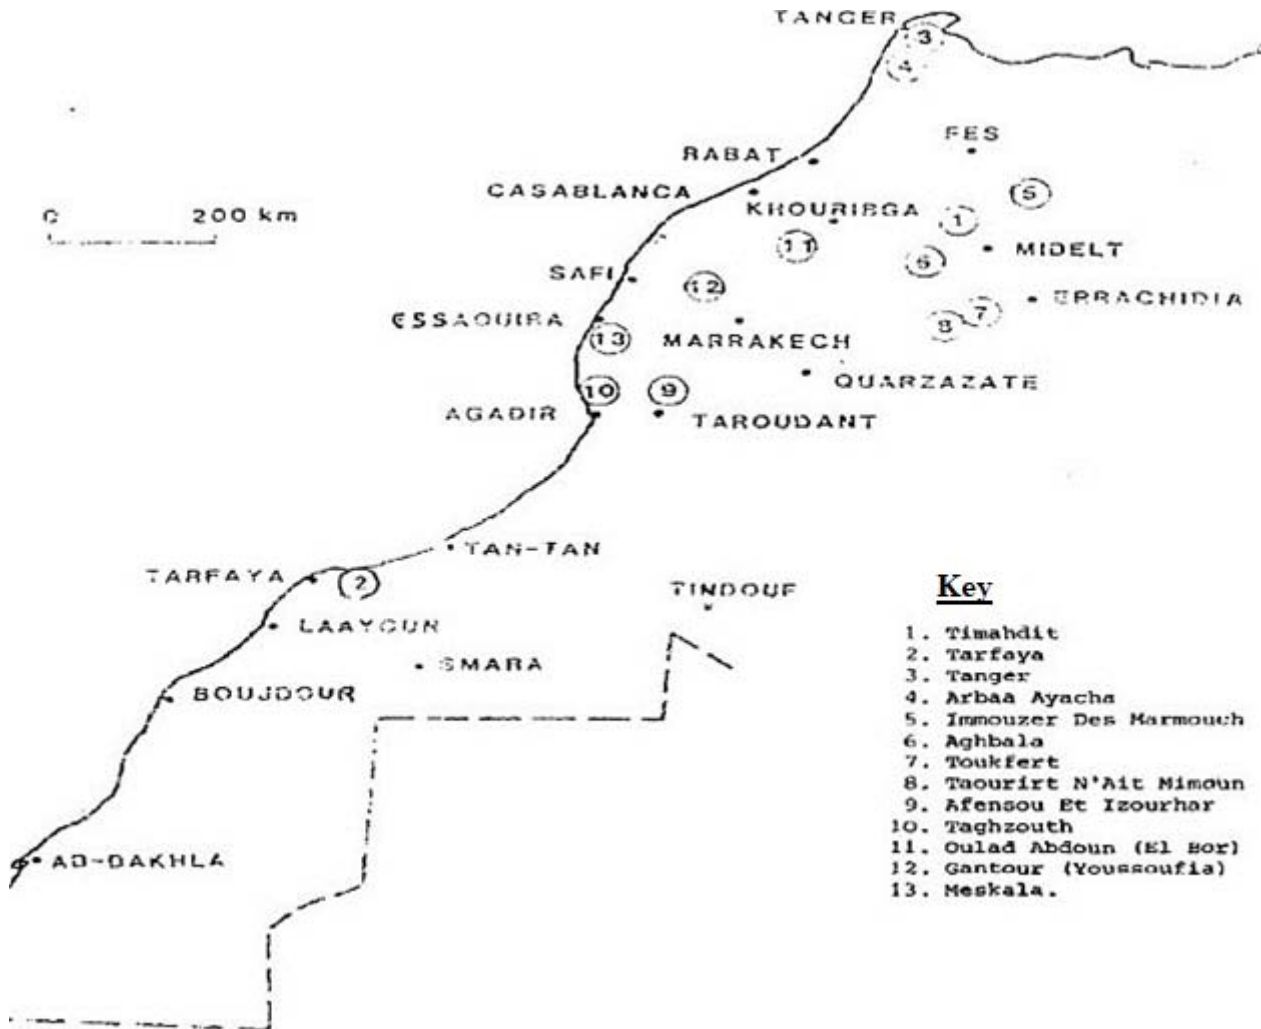 TANGER
3
4
FES
RABAT
5
CASABLANCA
KHOURIBGA
1
0 200 km
11
6
MIDELT
SAFI
12
ERRACHIDIA
ESSAOUIRA
7
8
13
MARRAKECH
QUARZAZATE
10
9
AGADIR
TAROUDANT
TAN-TAN
TARFAYA
2
TINDOUF
Key
LAAYOUR
1. Timahdit
2. Tarfaya
3. Tanger
4. Arbaa Ayacha
5. Immouzer Des Marmouch
6. Aghbala
7. Toukfert
8. Taourirt N'Ait Mimoun
9. Afensou Et Izourhar
10. Taghzouth
11. Oulad Abdoun (El Bor)
12. Gantour (Youssoufia)
13. Meskala.
SMARA
BOUJDOUR
AD-DAKHLA